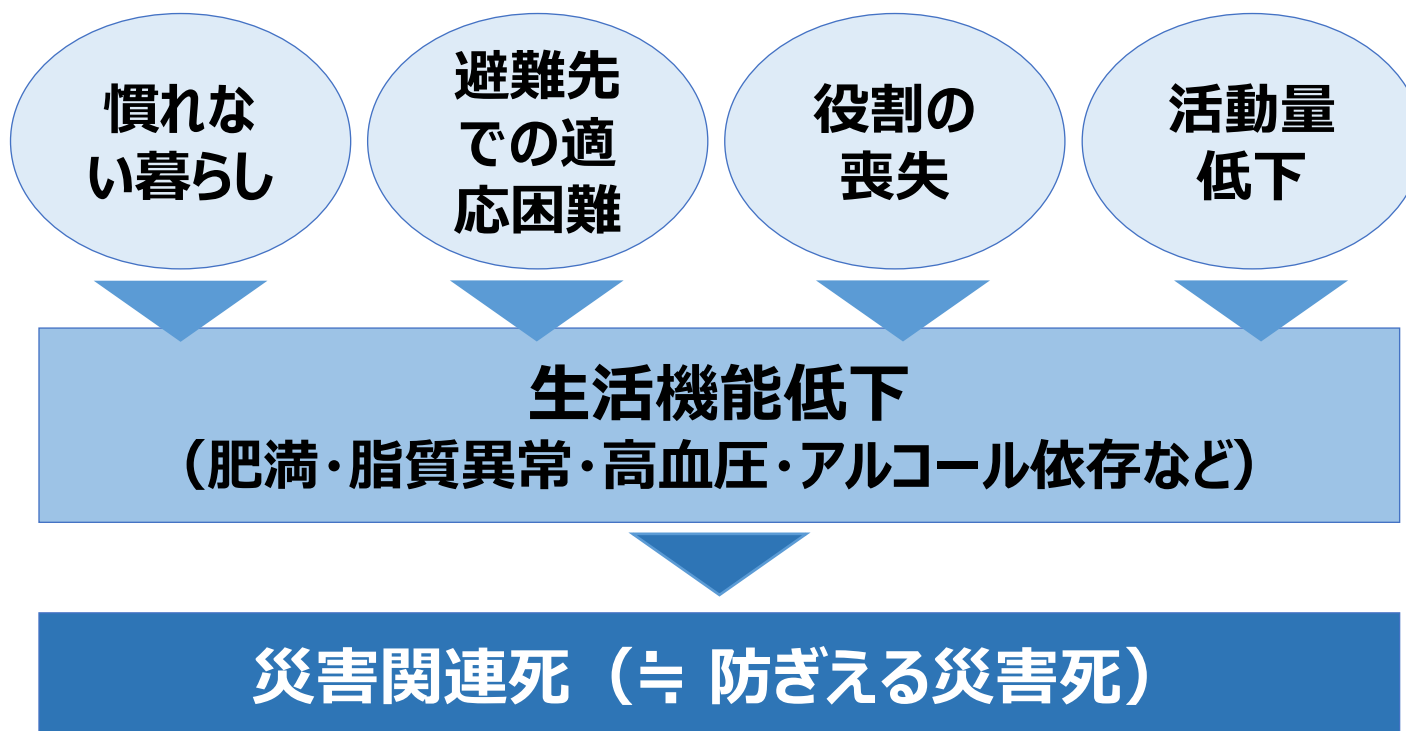 慣れな
い暮らし
避難先
での適
応困難
役割の
喪失
活動量
低下
生活機能低下
（肥満・脂質異常・高血圧・アルコール依存など）
災害関連死（≒ 防ぎえる災害死）